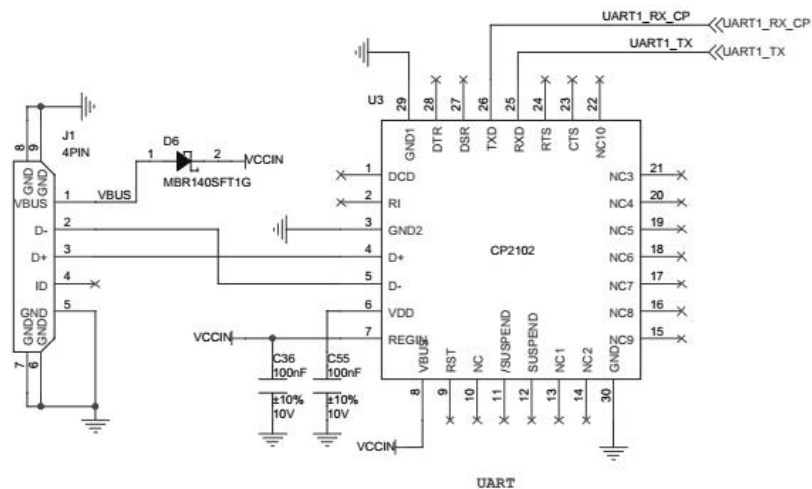 UART1_RX_CP
UART1_RX_CP
UART1_TX
UART1_TX
U3
29
28
27
26
25
24
23
22
GND1
DTR
DSR
TXD
RXD
RTS
CTS
NC10
J1
4PIN
8
9
GND
GND
VBUS
1
VBUS
D-
2
D+
3
ID
4
GND
5
GND
GND
7
6
D6
1
2
VCCIN
MBR140SFT1G
1
DCD
2
RI
3
GND2
4
D+
5
D-
6
VDD
7
REGIN
CP2102
NC3
21
NC4
20
NC5
19
NC6
18
NC7
17
NC8
16
NC9
15
VCCIN
C36
100nF
±10%
10V
C55
100nF
±10%
10V
VBUS
RST
NC
/SUSPEND
SUSPEND
NC1
NC2
GND
8
9
10
11
12
13
14
30
VCCIN
UART